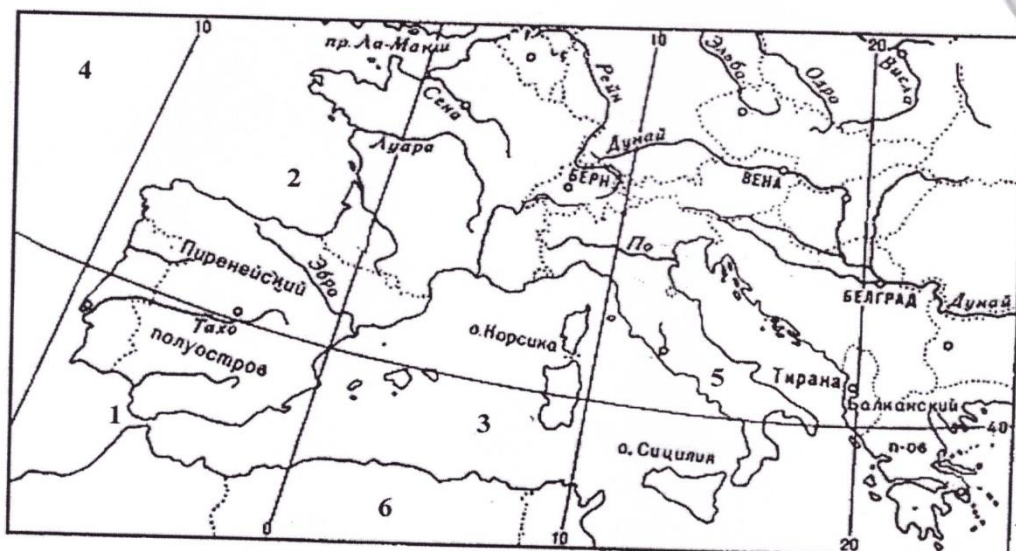 10
10
20
4
пр. Ла-Манш
Сена
Рейн
Эльба
Одра
Висла
Луара
Дунай
БЕРН
ВЕНА
2
Пиренейский
Эбро
По
БЕЛГРАД
Дунай
Тахо
полуостров
о. Корсика
5
Тирана
Балканский
1
3
40
п-ов
о. Сицилия
6
0
10
20